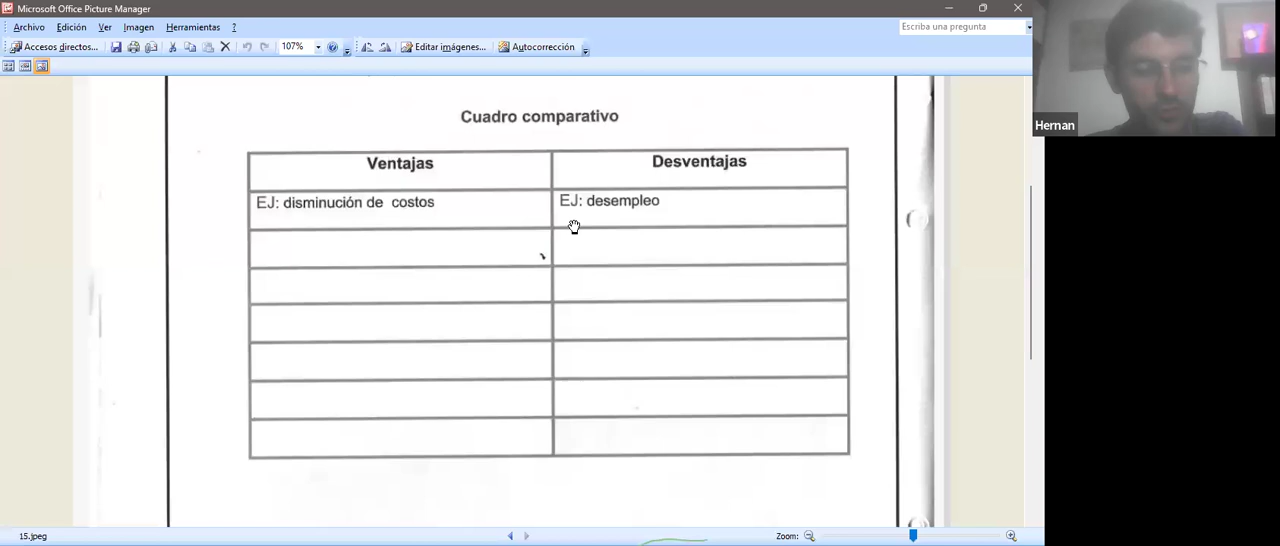 Microsoft Office Picture Manager
Archivo Edición Ver Imagen Herramientas ?
Escriba una pregunta
Accesos directos... 107% Editar imágenes... Autocorrección
Hernan
Cuadro comparativo
Ventajas Desventajas
EJ: disminución de costos EJ: desempleo
15.jpeg Zoom: